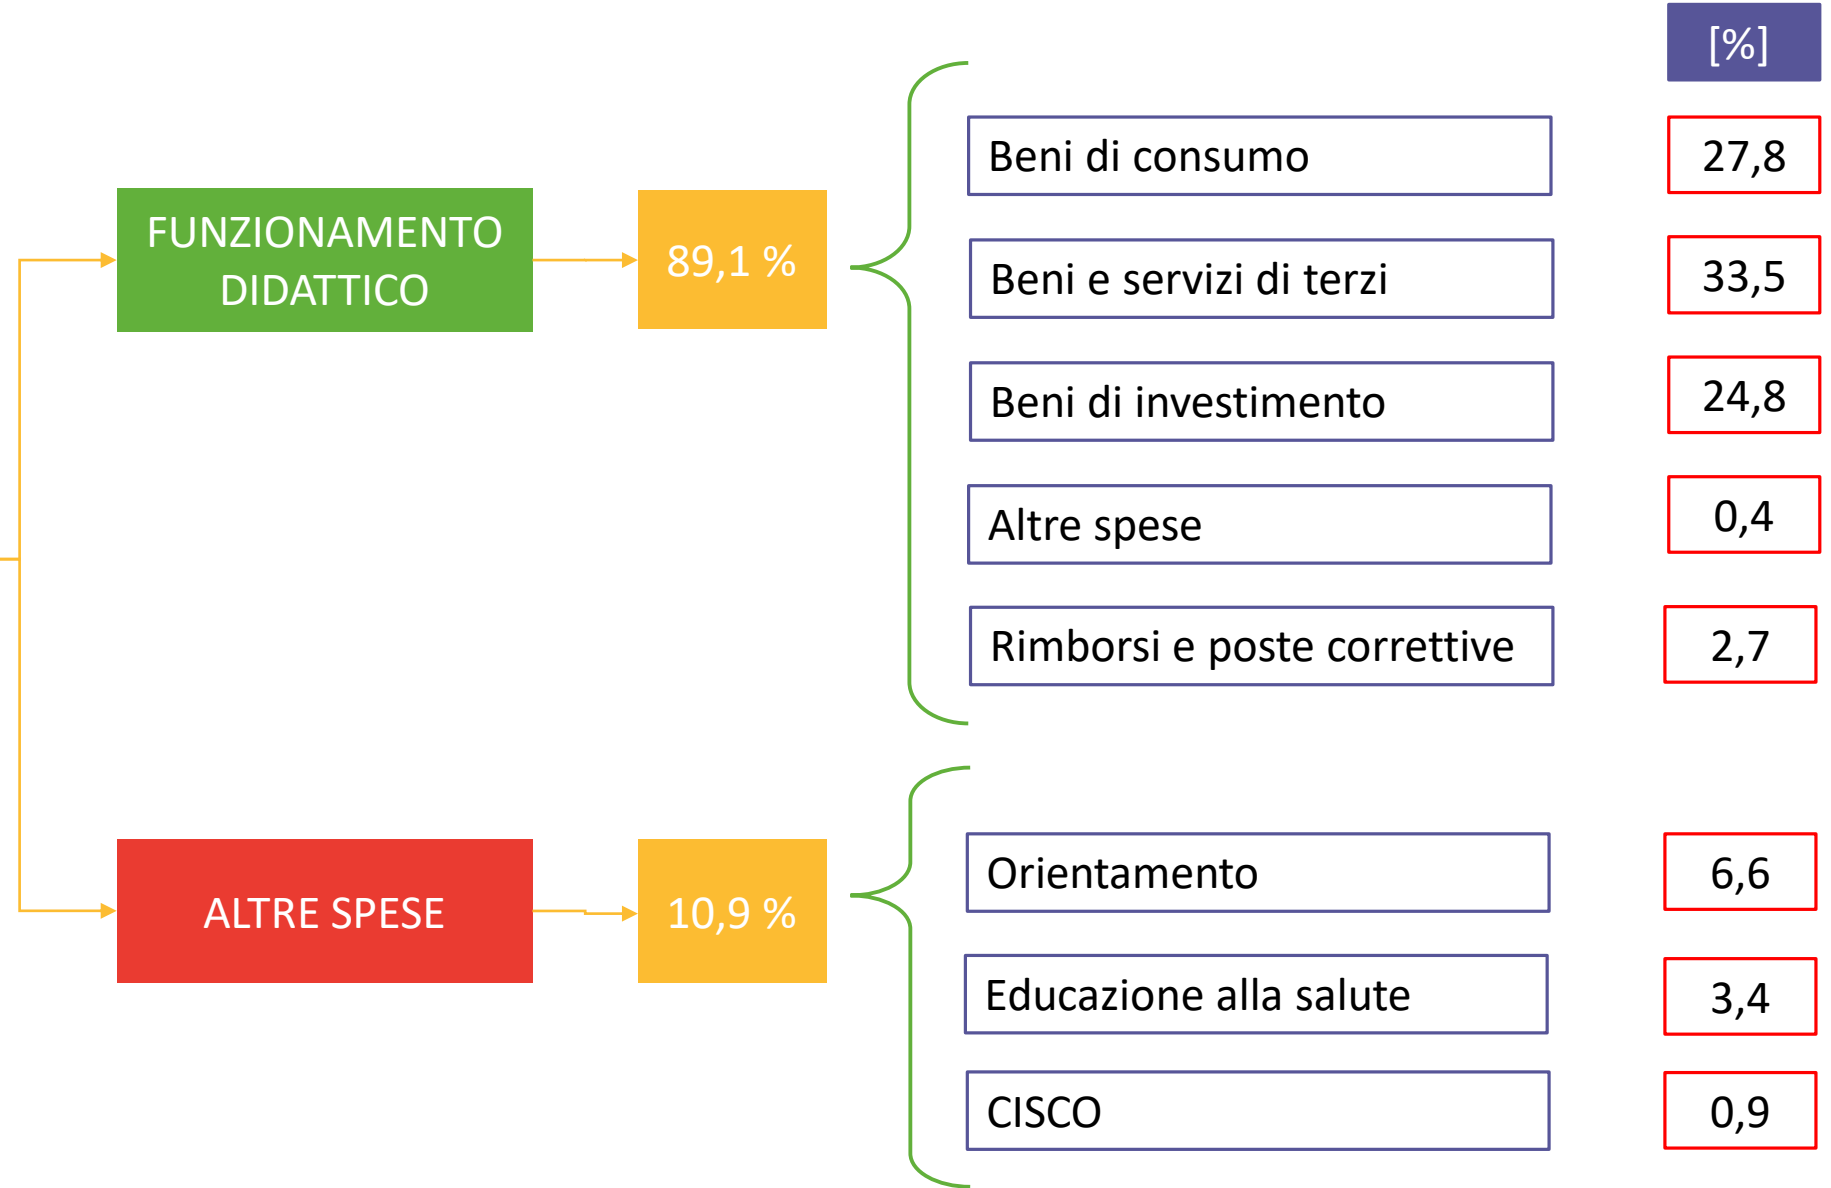 [%]
FUNZIONAMENTO
DIDATTICO
89,1 %
Beni di consumo
27,8
Beni e servizi di terzi
33,5
Beni di investimento
24,8
Altre spese
0,4
Rimborsi e poste correttive
2,7
ALTRE SPESE
10,9 %
Orientamento
6,6
Educazione alla salute
3,4
CISCO
0,9